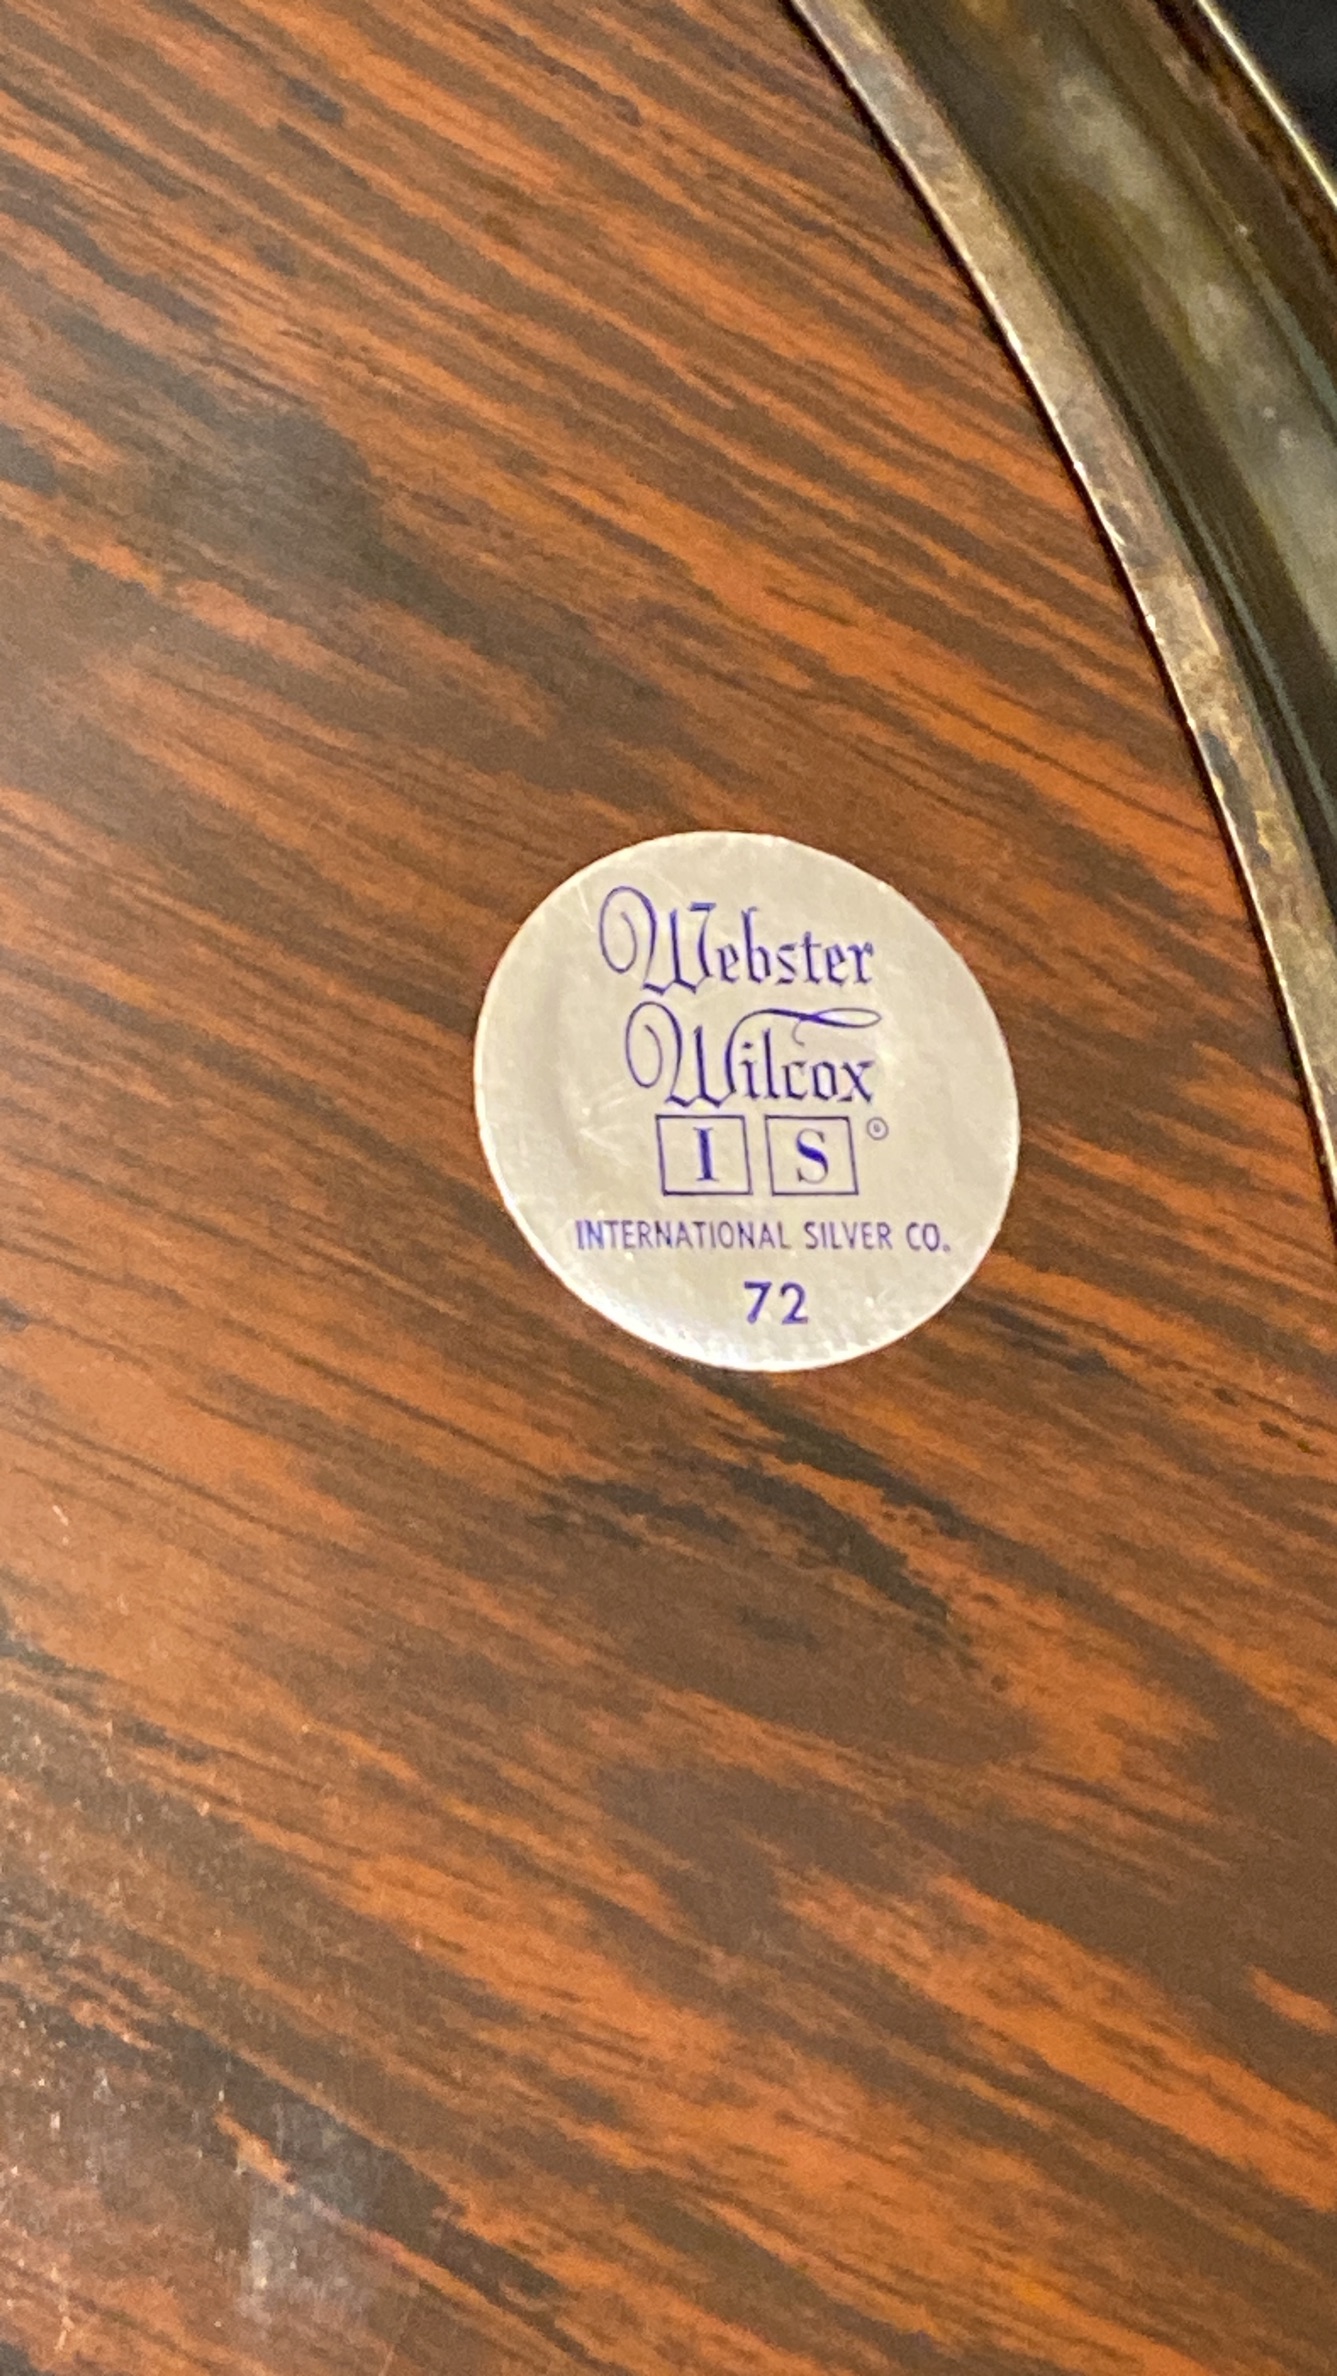 Webster
Wilcox
I S ®
INTERNATIONAL SILVER CO.
72